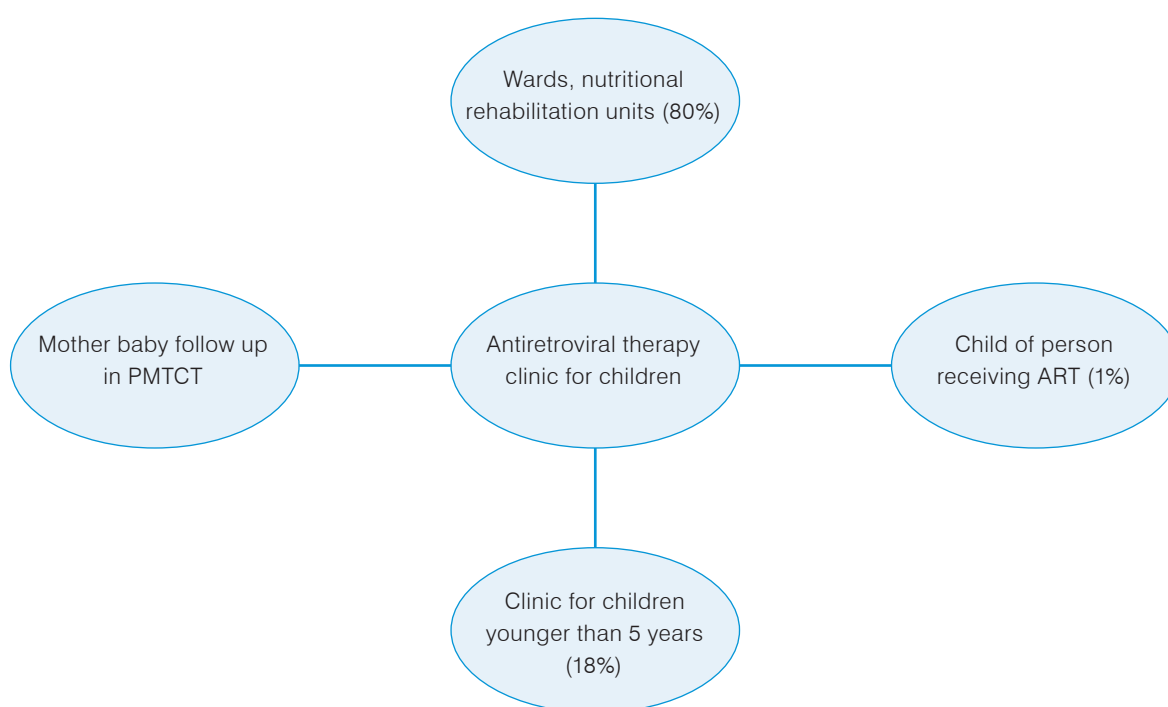 Wards, nutritional
rehabilitation units (80%)
Mother baby follow up
in PMTCT
Antiretroviral therapy
clinic for children
Child of person
receiving ART (1%)
Clinic for children
younger than 5 years
(18%)